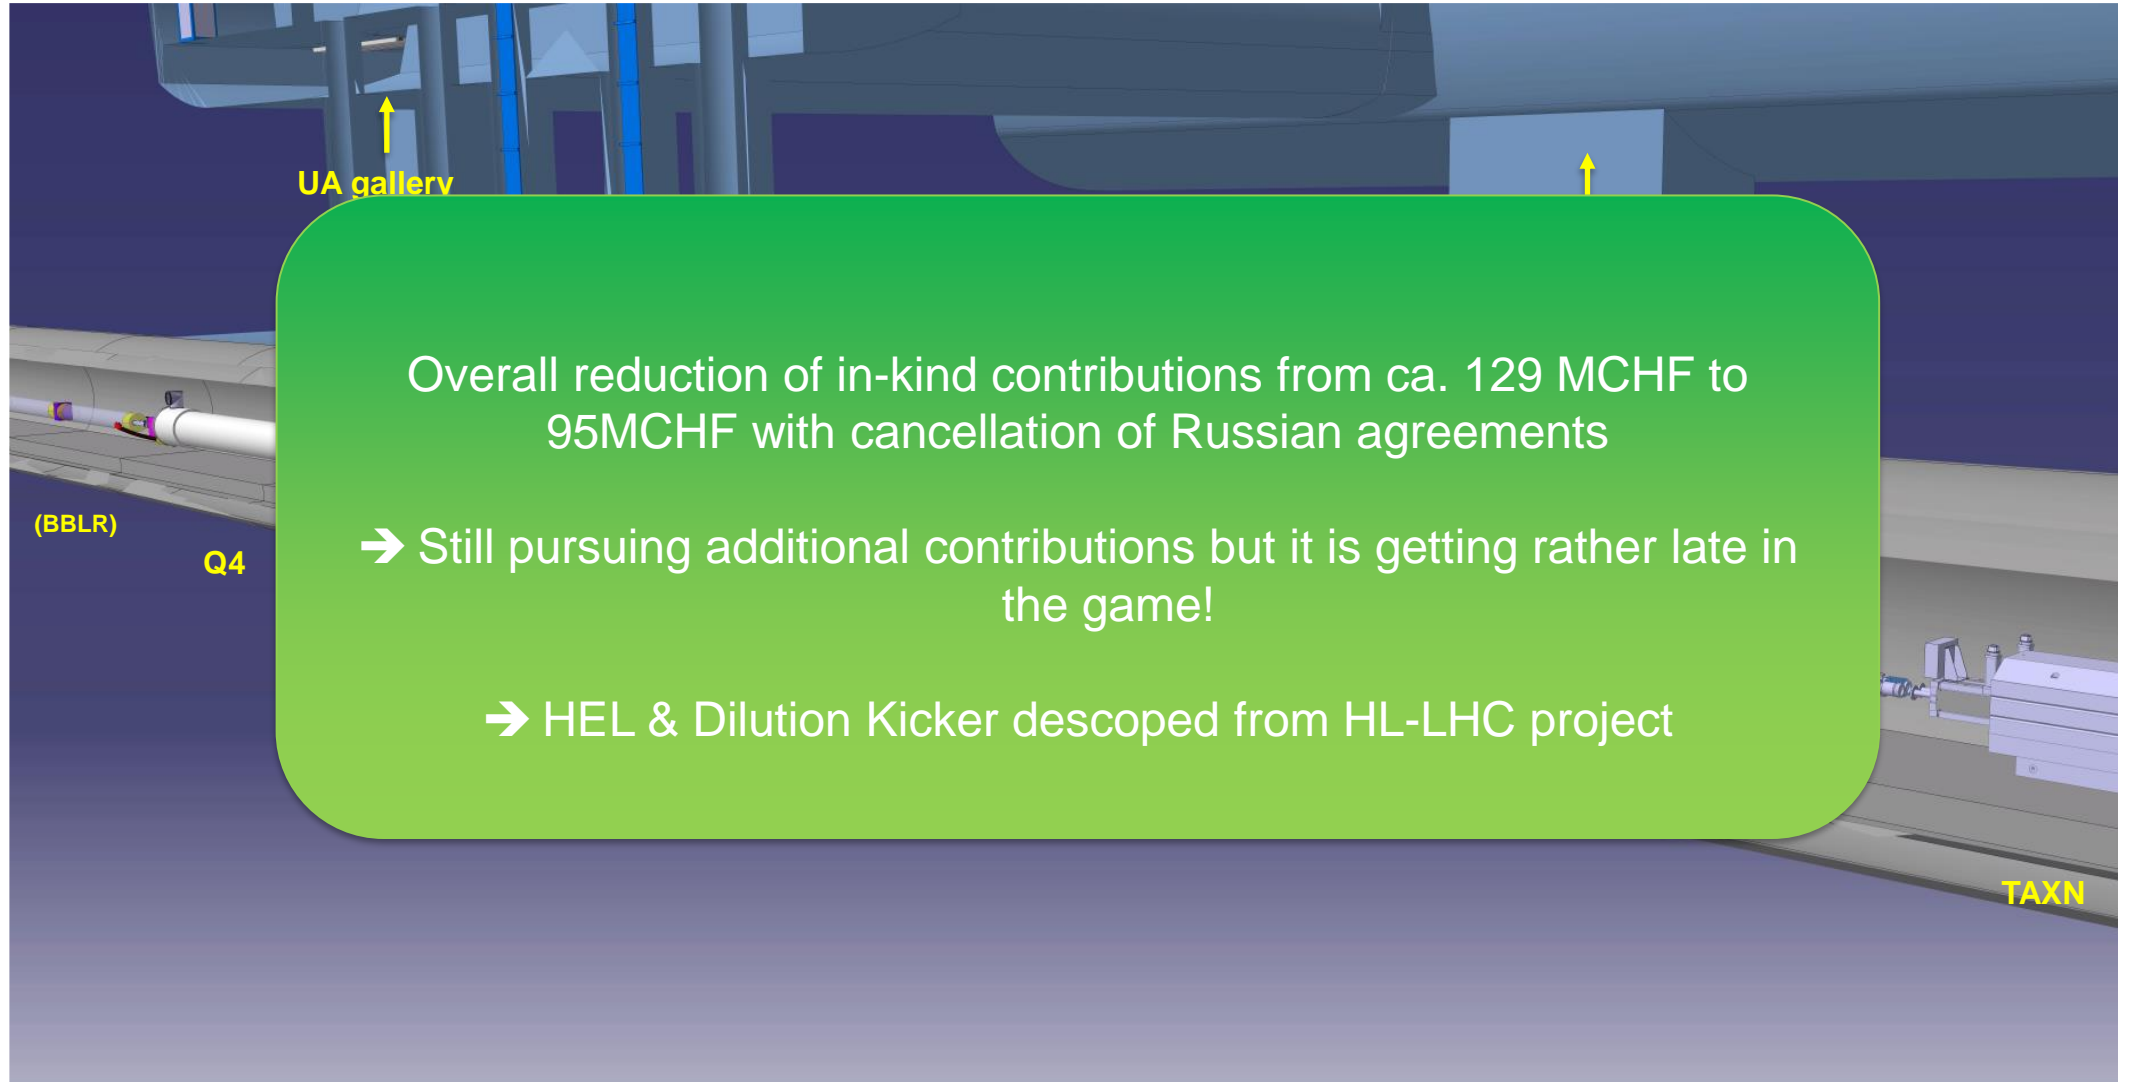 UA gallery
Overall reduction of in-kind contributions from ca. 129 MCHF to
95MCHF with cancellation of Russian agreements
(BBLR)
➔ Still pursuing additional contributions but it is getting rather late in
the game!
Q4
➔ HEL & Dilution Kicker descoped from HL-LHC project
TAXN